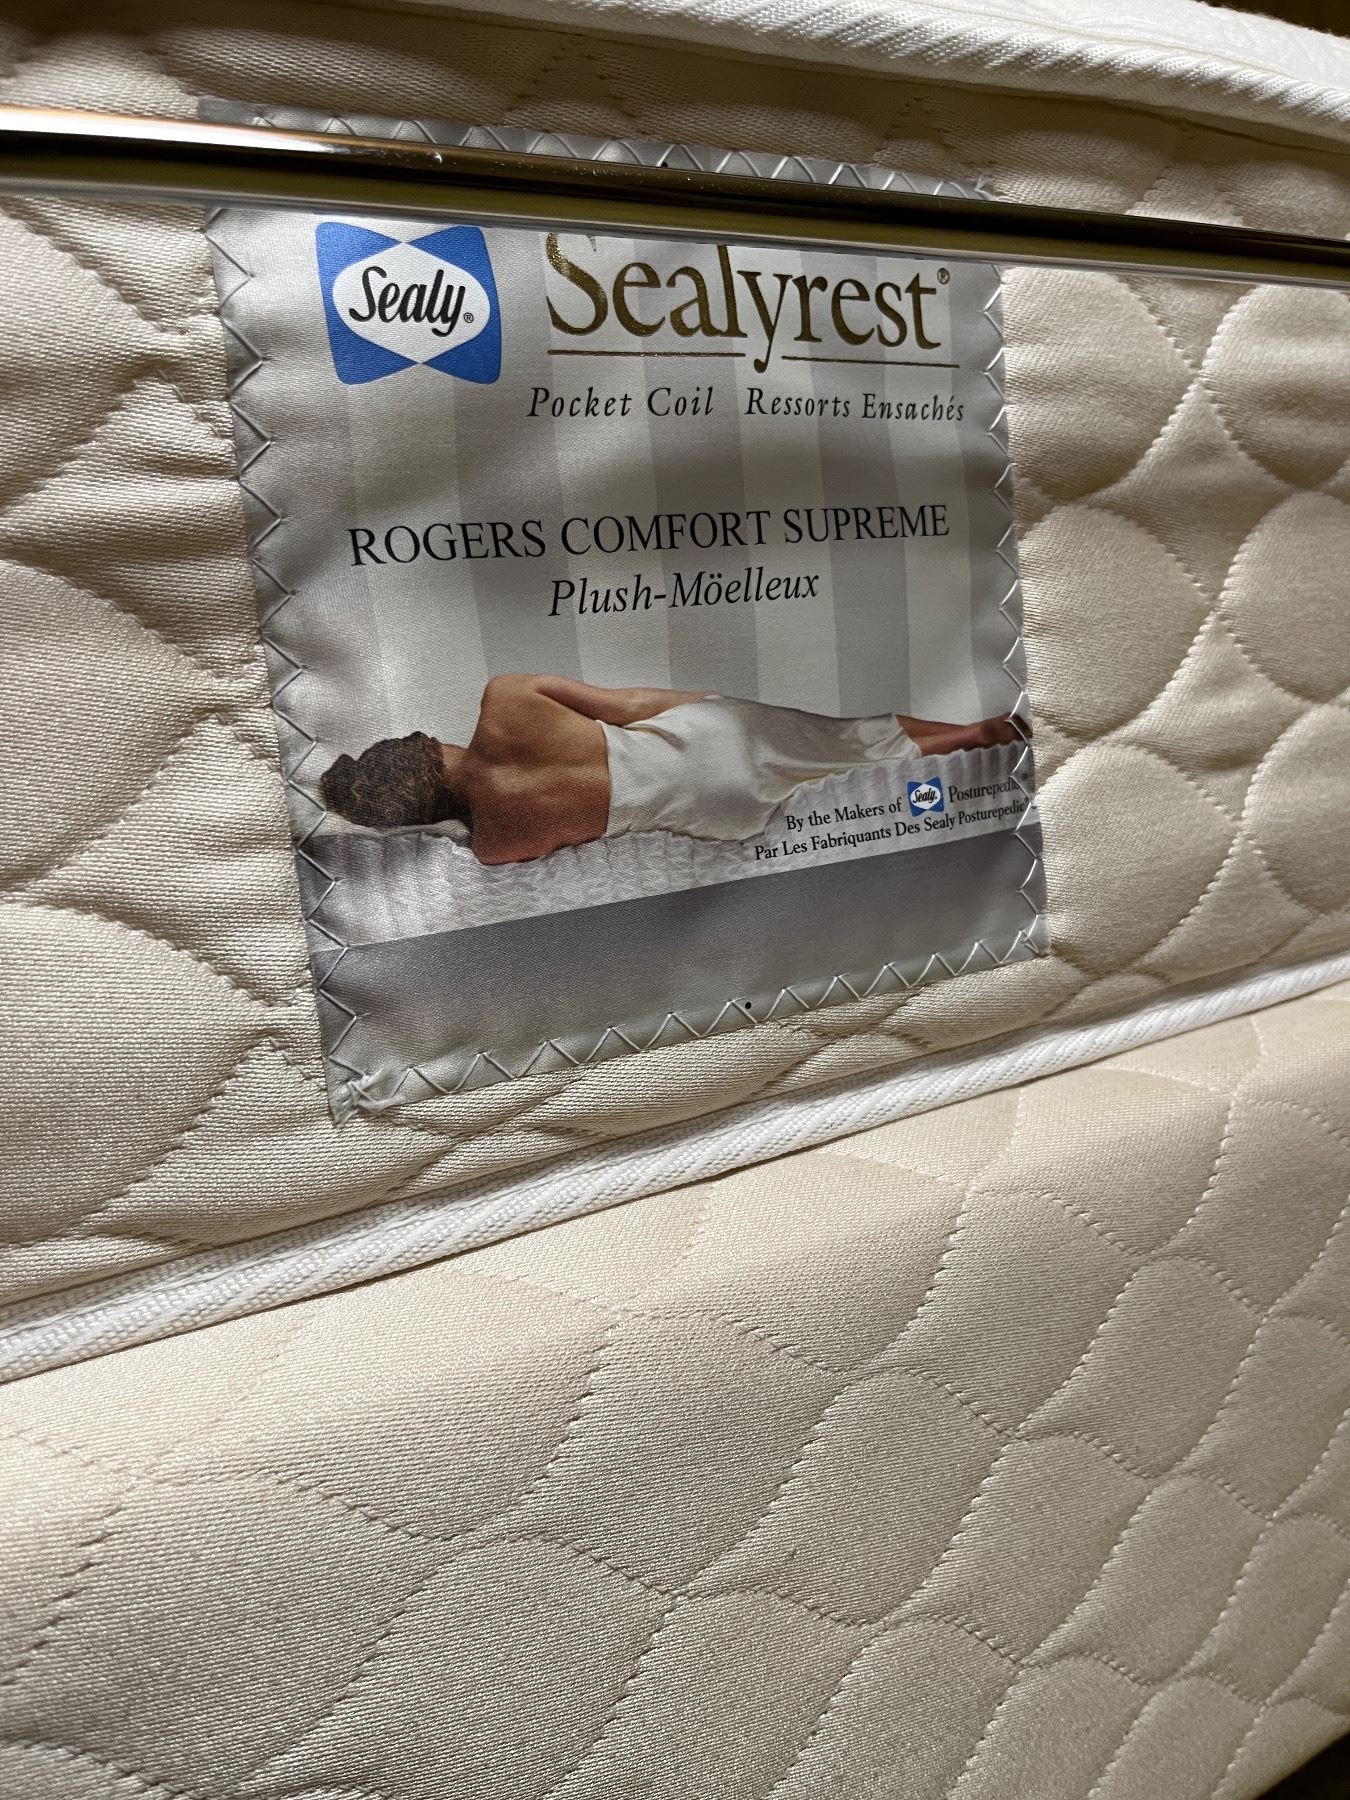 Sealy®
Sealyrest®
Pocket Coil Ressorts Ensachés
ROGERS COMFORT SUPREME
Plush-Möelleux
By the Makers of Sealy® Posturepedic®
Par Les Fabriquants Des Sealy Posturepedic®